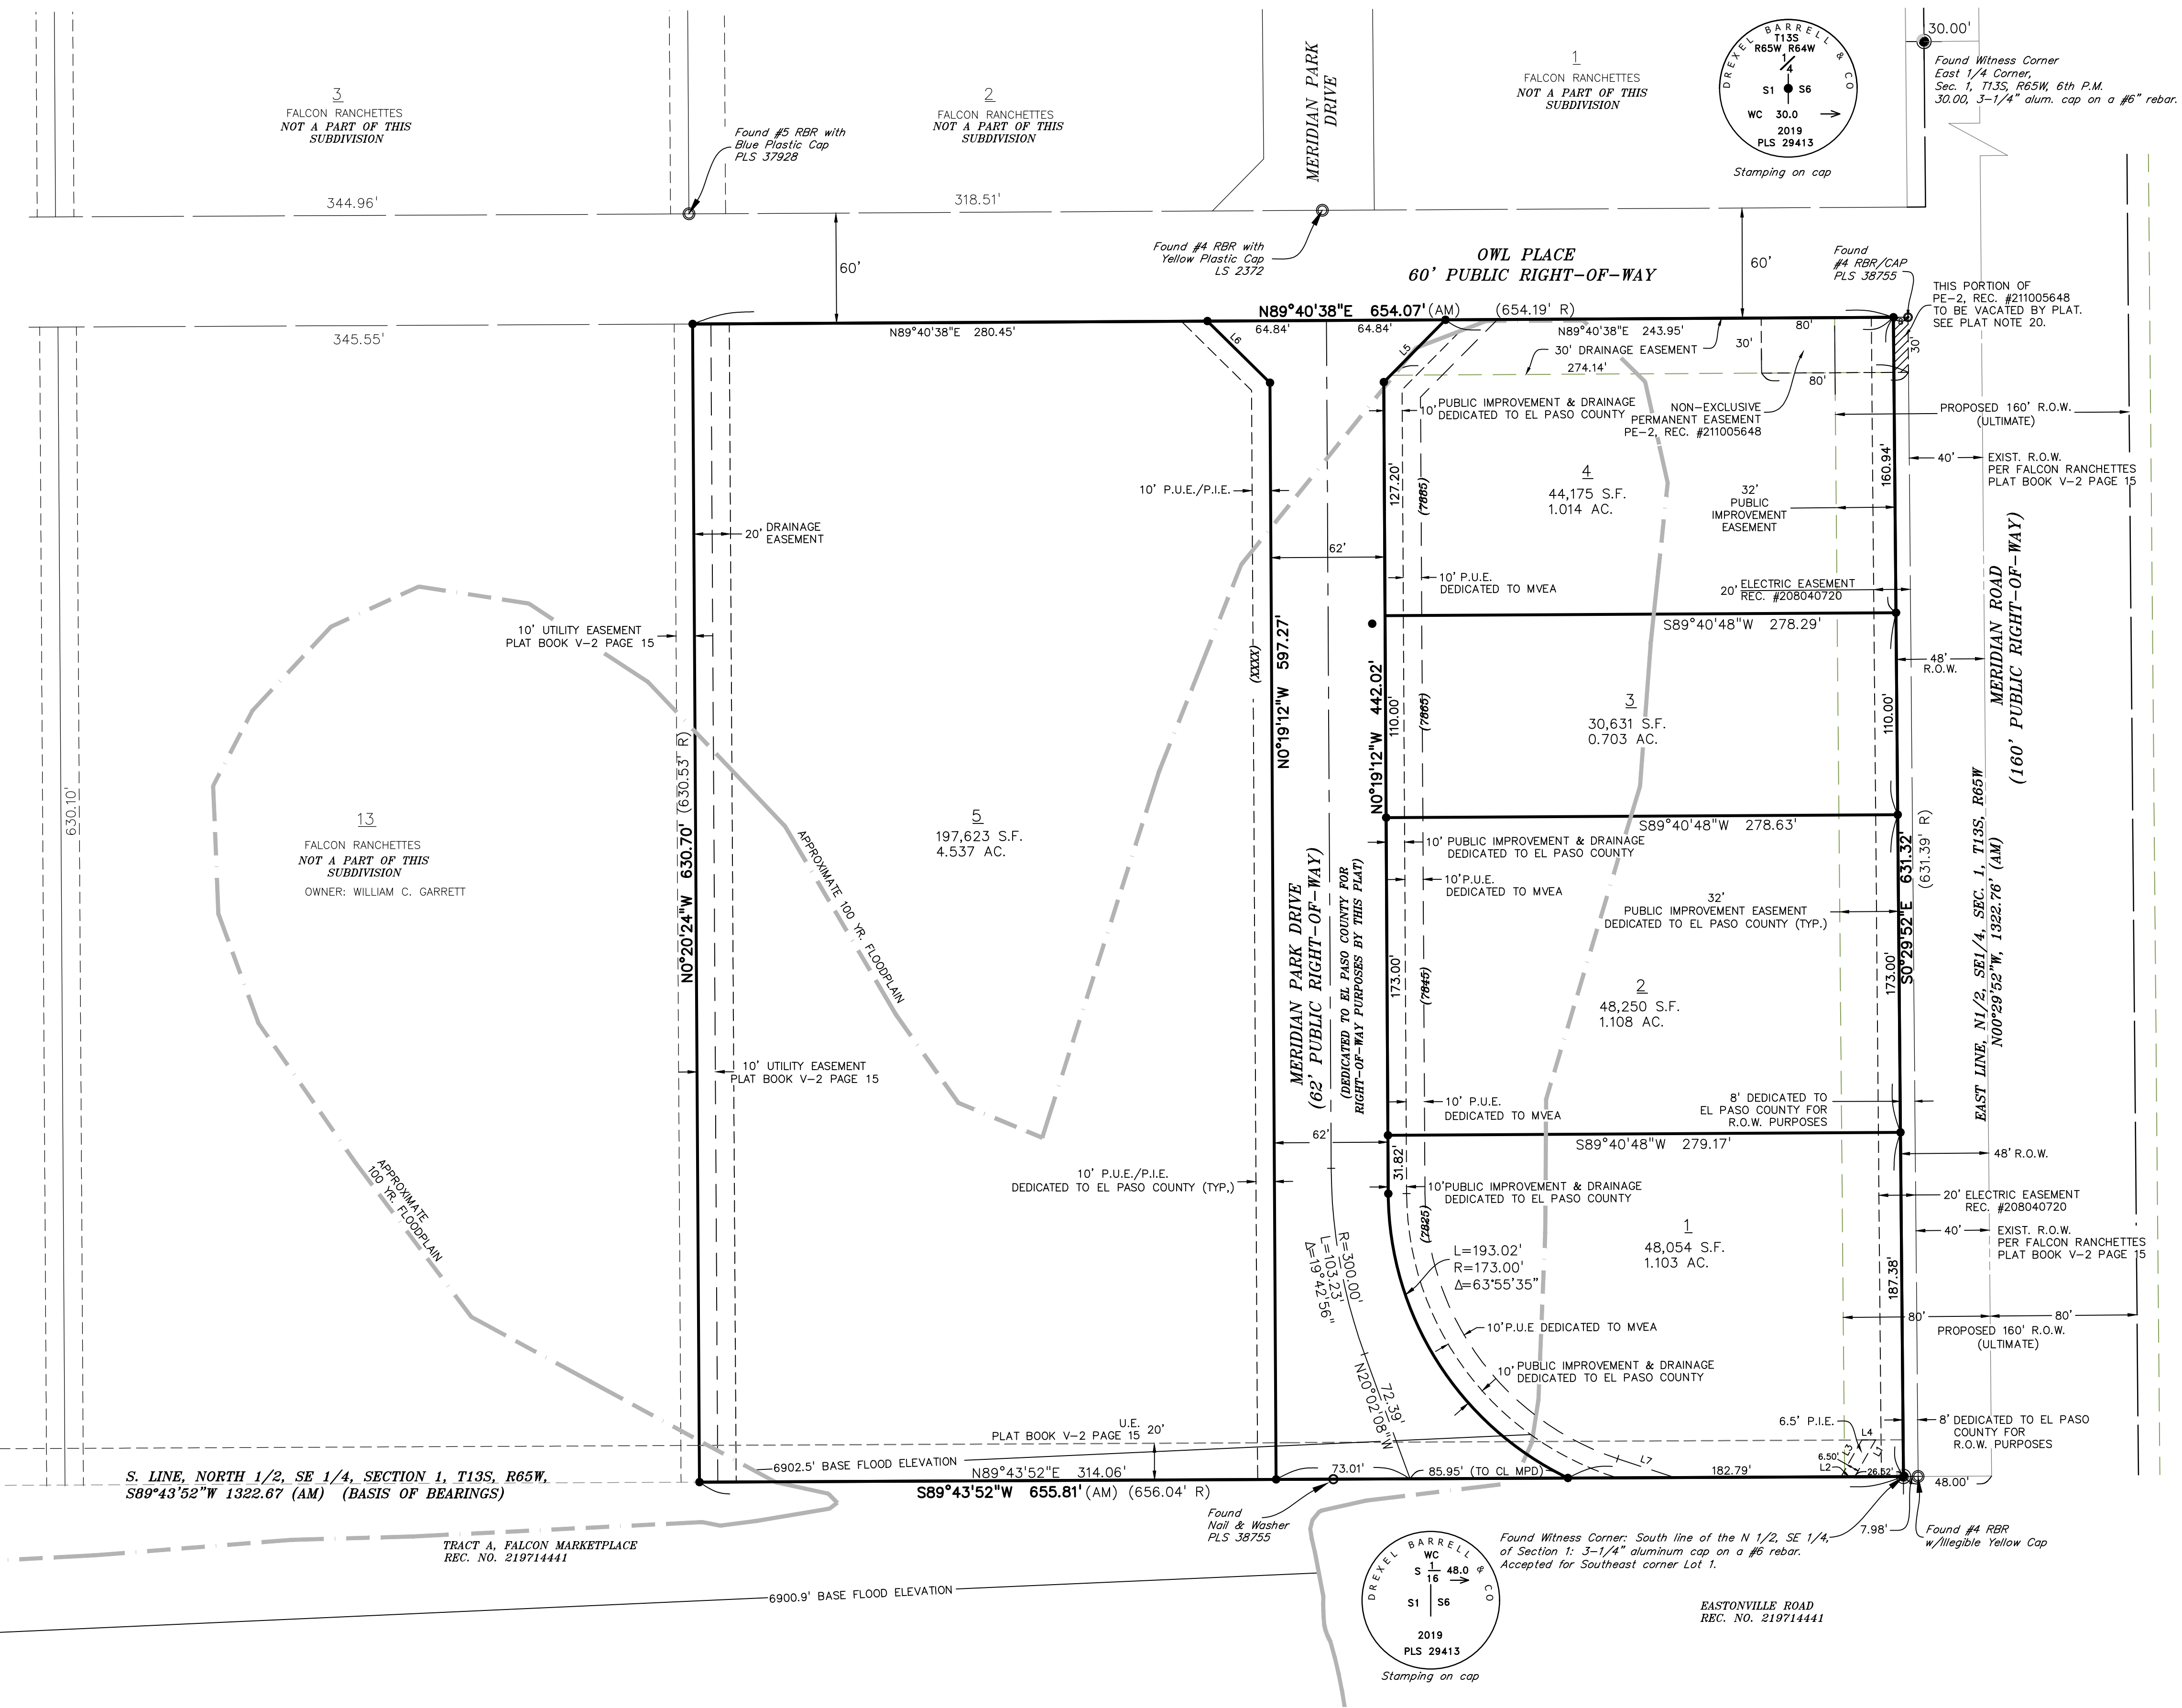 3
FALCON RANCHETTES
NOT A PART OF THIS
SUBDIVISION
344.96'
Found #5 RBR with
Blue Plastic Cap
PLS 37928
2
FALCON RANCHETTES
NOT A PART OF THIS
SUBDIVISION
318.51'
MERIDIAN PARK
DRIVE
1
FALCON RANCHETTES
NOT A PART OF THIS
SUBDIVISION
DREXEL BARRELL & CO
T13S
R65W R64W
1/4
S1 S6
WC 30.0
2019
PLS 29413
Stamping on cap
30.00'
Found Witness Corner
East 1/4 Corner,
Sec. 1, T13S, R65W, 6th P.M.
30.00, 3-1/4" alum. cap on a #6" rebar.
60'
Found #4 RBR with
Yellow Plastic Cap
LS 2372
OWL PLACE
60' PUBLIC RIGHT-OF-WAY
60'
Found
#4 RBR/CAP
PLS 38755
THIS PORTION OF
PE-2, REC. #211005648
TO BE VACATED BY PLAT.
SEE PLAT NOTE 20.
345.55'
N89°40'38"E 654.07' (AM) (654.19' R)
N89°40'38"E 280.45'
64.84'
64.84'
N89°40'38"E 243.95'
80'
30'
30'
L6
L5
30' DRAINAGE EASEMENT
274.14'
80'
10' PUBLIC IMPROVEMENT & DRAINAGE
DEDICATED TO EL PASO COUNTY
NON-EXCLUSIVE
PERMANENT EASEMENT
PE-2, REC. #211005648
PROPOSED 160' R.O.W.
(ULTIMATE)
40'
EXIST. R.O.W.
PER FALCON RANCHETTES
PLAT BOOK V-2 PAGE 15
4
44,175 S.F.
1.014 AC.
127.20'
(7885)
160.94'
32'
PUBLIC
IMPROVEMENT
EASEMENT
10' P.U.E./P.I.E.
20' DRAINAGE
EASEMENT
62'
10' P.U.E.
DEDICATED TO MVEA
20' ELECTRIC EASEMENT
REC. #208040720
S89°40'48"W 278.29'
10' UTILITY EASEMENT
PLAT BOOK V-2 PAGE 15
(XXXX)
N0°19'12"W 597.27'
N0°19'12"W 442.02'
110.00'
(7865)
3
30,631 S.F.
0.703 AC.
110.00'
48'
R.O.W.
MERIDIAN ROAD
(160' PUBLIC RIGHT-OF-WAY)
EAST LINE, N1/2, SE1/4, SEC. 1, T13S, R65W
N00°29'52"W, 1322.76' (AM)
630.10'
13
FALCON RANCHETTES
NOT A PART OF THIS
SUBDIVISION
OWNER: WILLIAM C. GARRETT
N0°20'24"W 630.70' (630.53' R)
5
197,623 S.F.
4.537 AC.
APPROXIMATE 100 YR. FLOODPLAIN
S89°40'48"W 278.63'
10' PUBLIC IMPROVEMENT & DRAINAGE
DEDICATED TO EL PASO COUNTY
10' P.U.E.
DEDICATED TO MVEA
S0°29'52"E 631.32'
(631.39' R)
32'
PUBLIC IMPROVEMENT EASEMENT
DEDICATED TO EL PASO COUNTY (TYP.)
MERIDIAN PARK DRIVE
(62' PUBLIC RIGHT-OF-WAY)
(DEDICATED TO EL PASO COUNTY FOR
RIGHT-OF-WAY PURPOSES BY THIS PLAT)
173.00'
(7845)
2
48,250 S.F.
1.108 AC.
173.00'
10' UTILITY EASEMENT
PLAT BOOK V-2 PAGE 15
10' P.U.E.
DEDICATED TO MVEA
8' DEDICATED TO
EL PASO COUNTY FOR
R.O.W. PURPOSES
62'
S89°40'48"W 279.17'
48' R.O.W.
APPROXIMATE
100 YR. FLOODPLAIN
10' P.U.E./P.I.E.
DEDICATED TO EL PASO COUNTY (TYP,)
31.82'
10' PUBLIC IMPROVEMENT & DRAINAGE
DEDICATED TO EL PASO COUNTY
20' ELECTRIC EASEMENT
REC. #208040720
(7825)
1
48,054 S.F.
1.103 AC.
40'
EXIST. R.O.W.
PER FALCON RANCHETTES
PLAT BOOK V-2 PAGE 15
R=300.00'
L=103.23'
Δ=19°42'56"
L=193.02'
R=173.00'
Δ=63°55'35"
187.38'
80'
80'
PROPOSED 160' R.O.W.
(ULTIMATE)
10' P.U.E DEDICATED TO MVEA
10' PUBLIC IMPROVEMENT & DRAINAGE
DEDICATED TO EL PASO COUNTY
72.39'
N20°02'08"W
U.E.
20'
PLAT BOOK V-2 PAGE 15
6.5' P.I.E.
L4
L3
L1
6.50'
L2
26.52'
8' DEDICATED TO EL PASO
COUNTY FOR
R.O.W. PURPOSES
6902.5' BASE FLOOD ELEVATION
L7
S. LINE, NORTH 1/2, SE 1/4, SECTION 1, T13S, R65W,
S89°43'52"W 1322.67 (AM) (BASIS OF BEARINGS)
N89°43'52"E 314.06'
73.01'
85.95' (TO CL MPD)
182.79'
48.00'
S89°43'52"W 655.81' (AM) (656.04' R)
Found
Nail & Washer
PLS 38755
7.98'
Found Witness Corner: South line of the N 1/2, SE 1/4,
of Section 1: 3-1/4" aluminum cap on a #6 rebar.
Accepted for Southeast corner Lot 1.
Found #4 RBR
w/Illegible Yellow Cap
TRACT A, FALCON MARKETPLACE
REC. NO. 219714441
6900.9' BASE FLOOD ELEVATION
DREXEL BARRELL & CO
WC
S 1/16 48.0
S1 S6
2019
PLS 29413
Stamping on cap
EASTONVILLE ROAD
REC. NO. 219714441